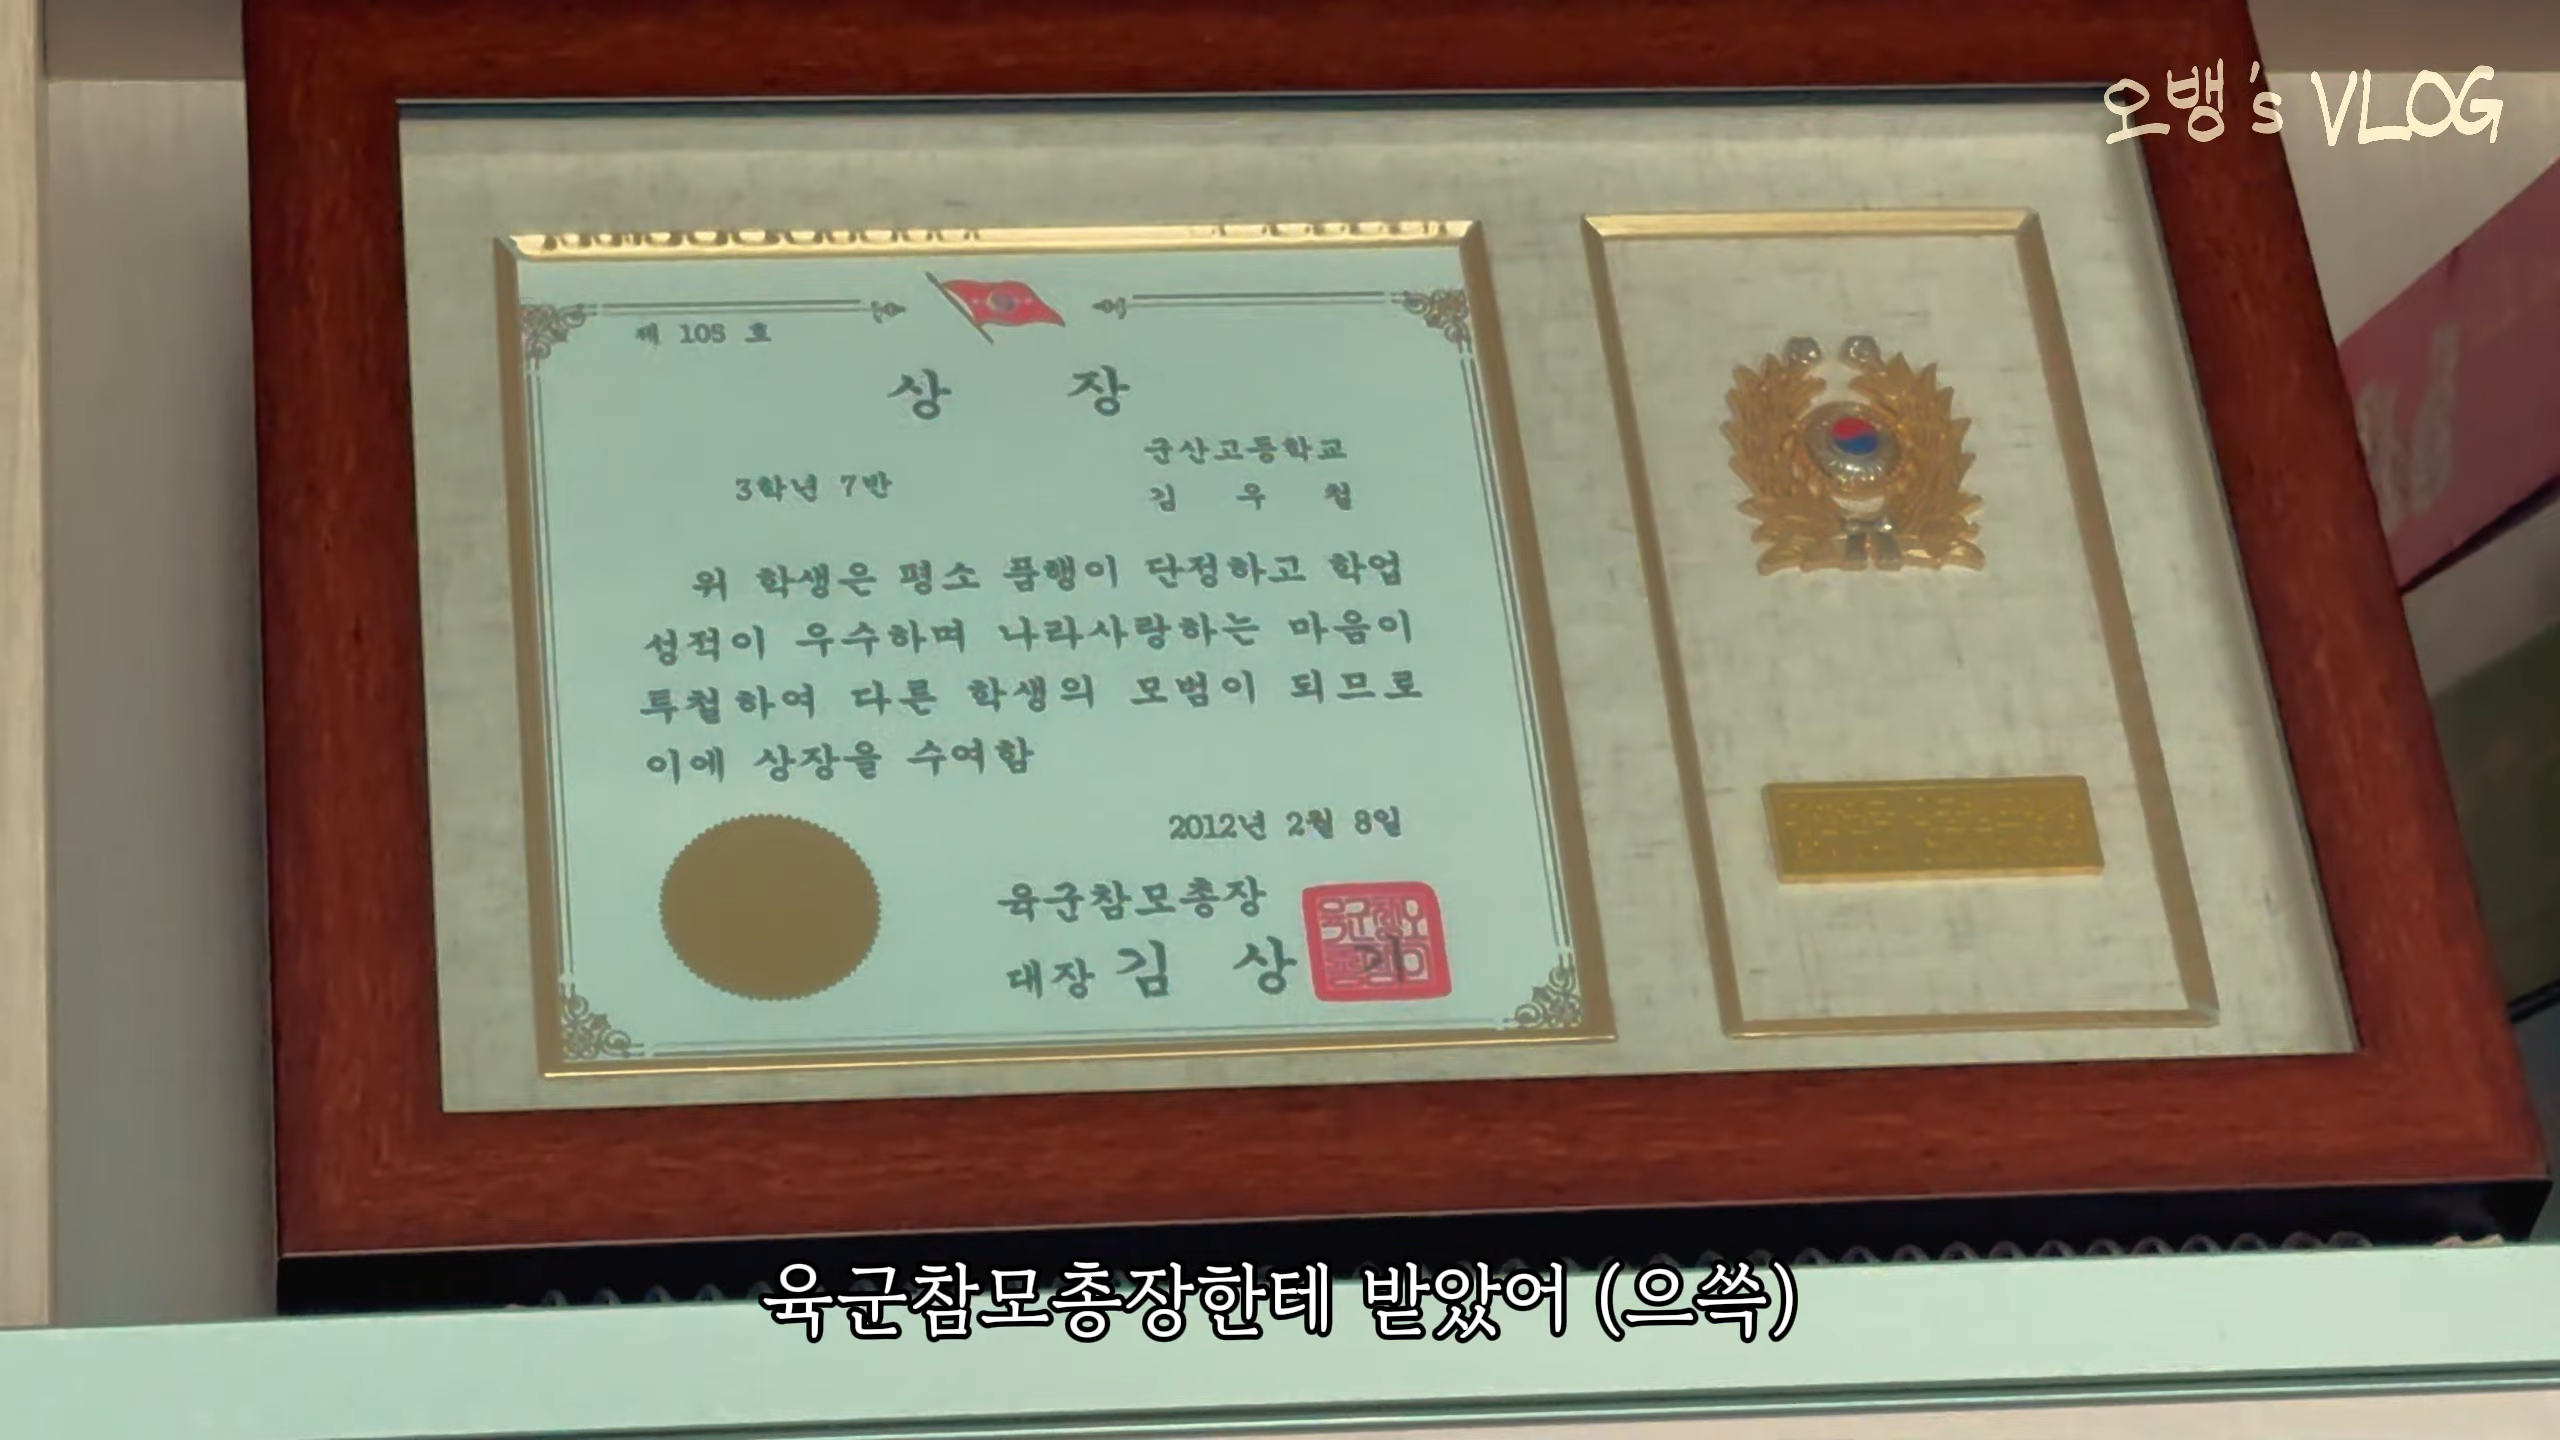 오뱅's VLOG
제 105 호
상 장
군산고등학교
3학년 7반
김 우 철
위 학생은 평소 품행이 단정하고 학업
성적이 우수하며 나라사랑하는 마음이
투철하여 다른 학생의 모범이 되므로
이에 상장을 수여함
2012년 2월 8일
육군참모총장
대장 김 상 기
육군참모총장한테 받았어 (으쓱)